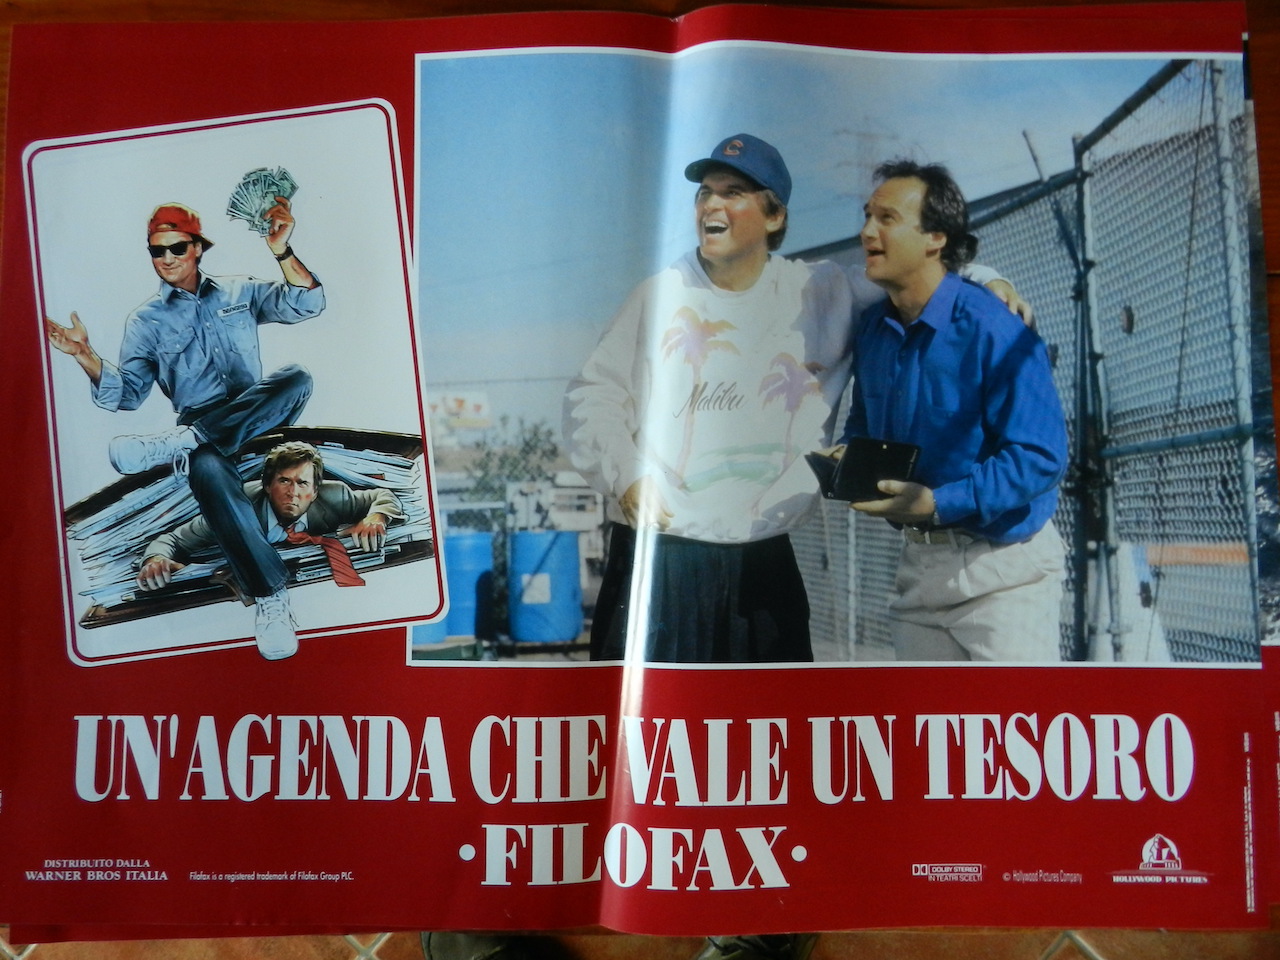 C
Malibu
UN'AGENDA CHE VALE UN TESORO
·FILOFAX·
DISTRIBUITO DALLA
WARNER BROS ITALIA
Filofax is a registered trademark of Filofax Group PLC.
DOLBY STEREO
IN TEATRI SCELTI
© Hollywood Pictures Company
HOLLYWOOD PICTURES